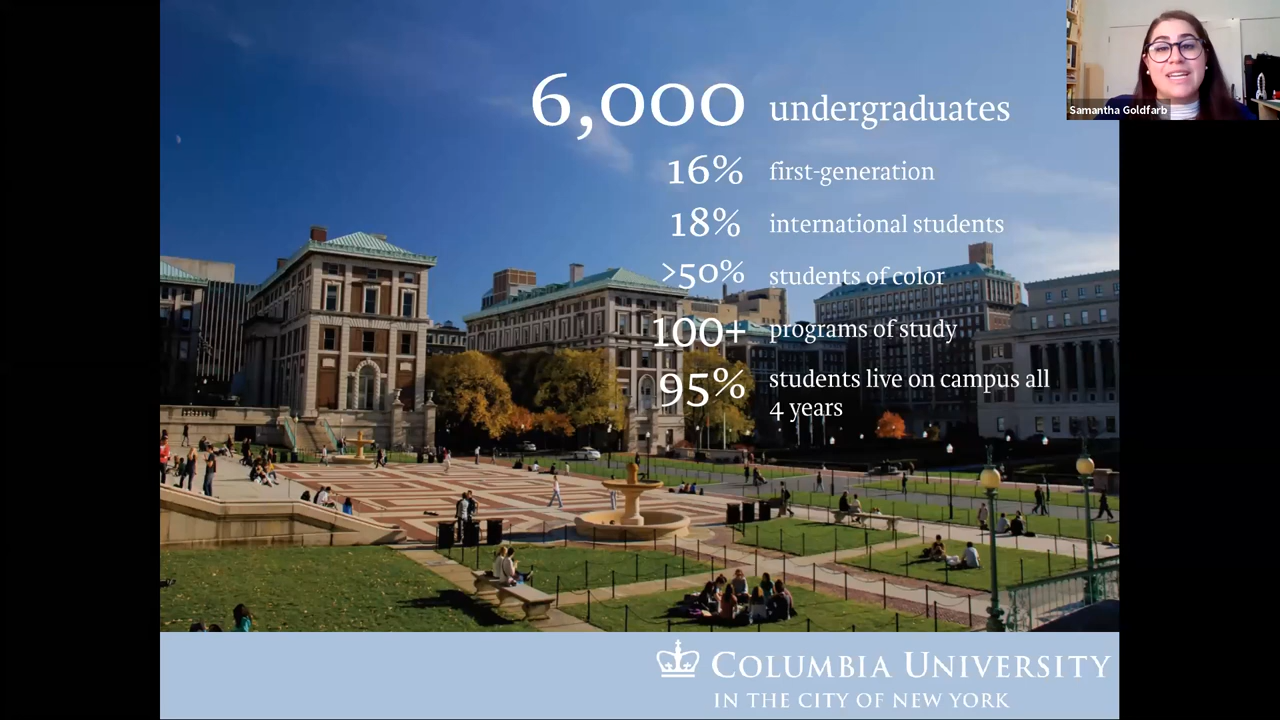 Samantha Goldfarb
6,000 undergraduates
16% first-generation
18% international students
>50% students of color
100+ programs of study
95% students live on campus all
4 years
COLUMBIA UNIVERSITY
IN THE CITY OF NEW YORK